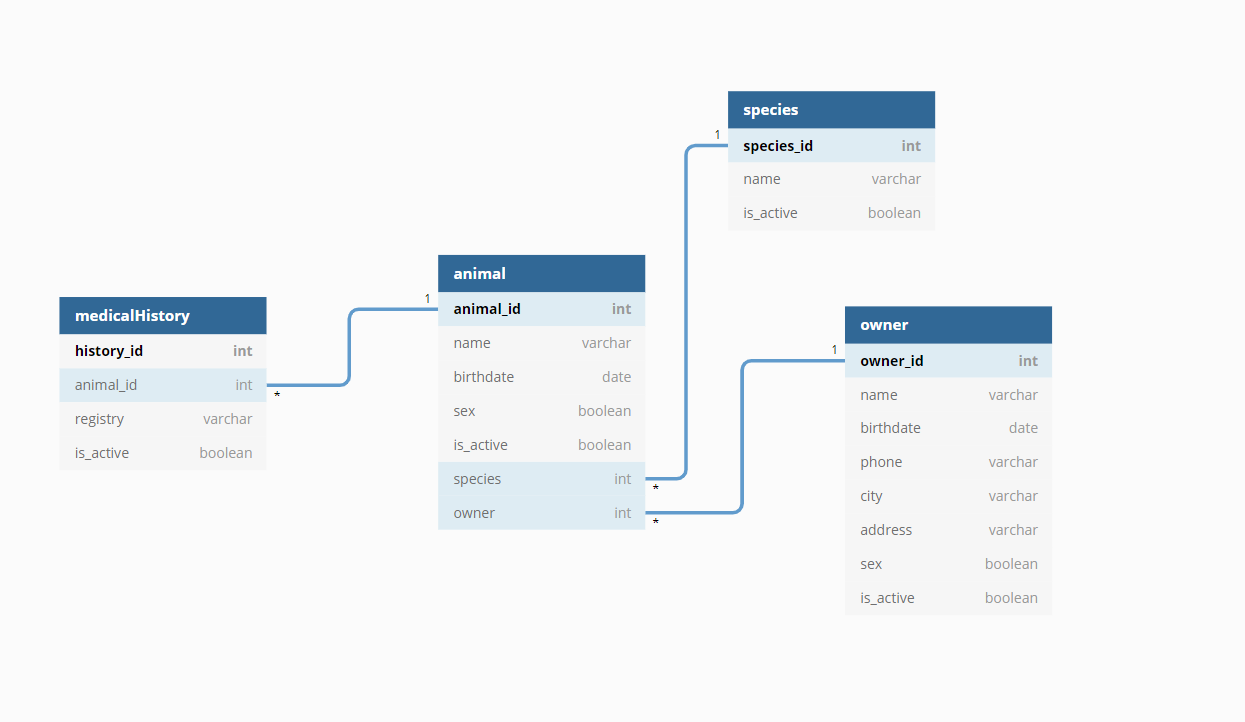 species
species_id int
name varchar
is_active boolean
1
animal
animal_id int
name varchar
birthdate date
sex boolean
is_active boolean
species int
owner int
1
*
*
medicalHistory
history_id int
animal_id int
registry varchar
is_active boolean
*
owner
owner_id int
name varchar
birthdate date
phone varchar
city varchar
address varchar
sex boolean
is_active boolean
1